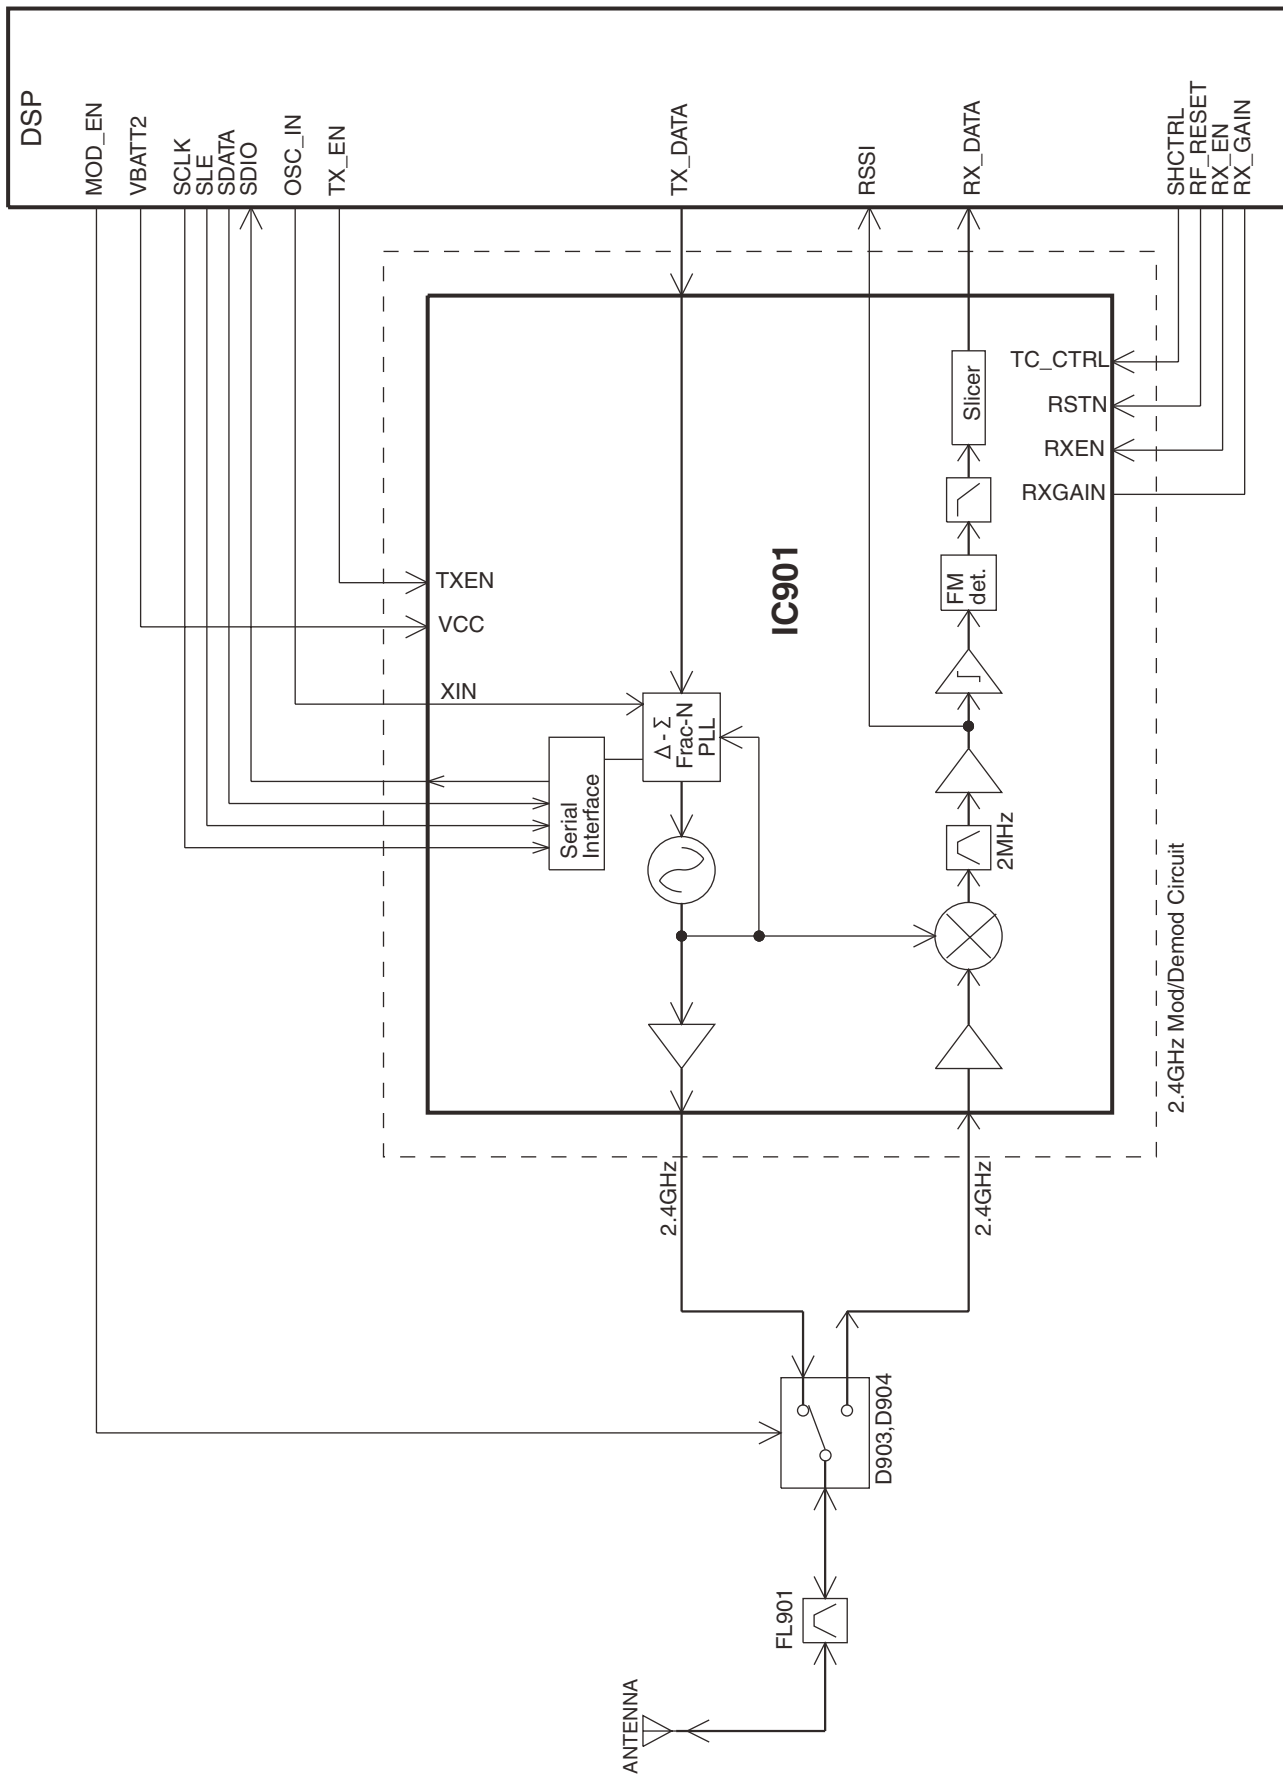 DSP
MOD_EN
VBATT2
SCLK
SLE
SDATA
SDIO
OSC_IN
TX_EN
TX_DATA
RSSI
RX_DATA
SHCTRL
RF_RESET
RX_EN
RX_GAIN
TC_CTRL
RSTN
RXEN
RXGAIN
Slicer
FM
det.
IC901
TXEN
VCC
XIN
Δ - Σ
Frac-N
PLL
Serial
Interface
2MHz
2.4GHz Mod/Demod Circuit
2.4GHz
2.4GHz
D903,D904
FL901
ANTENNA